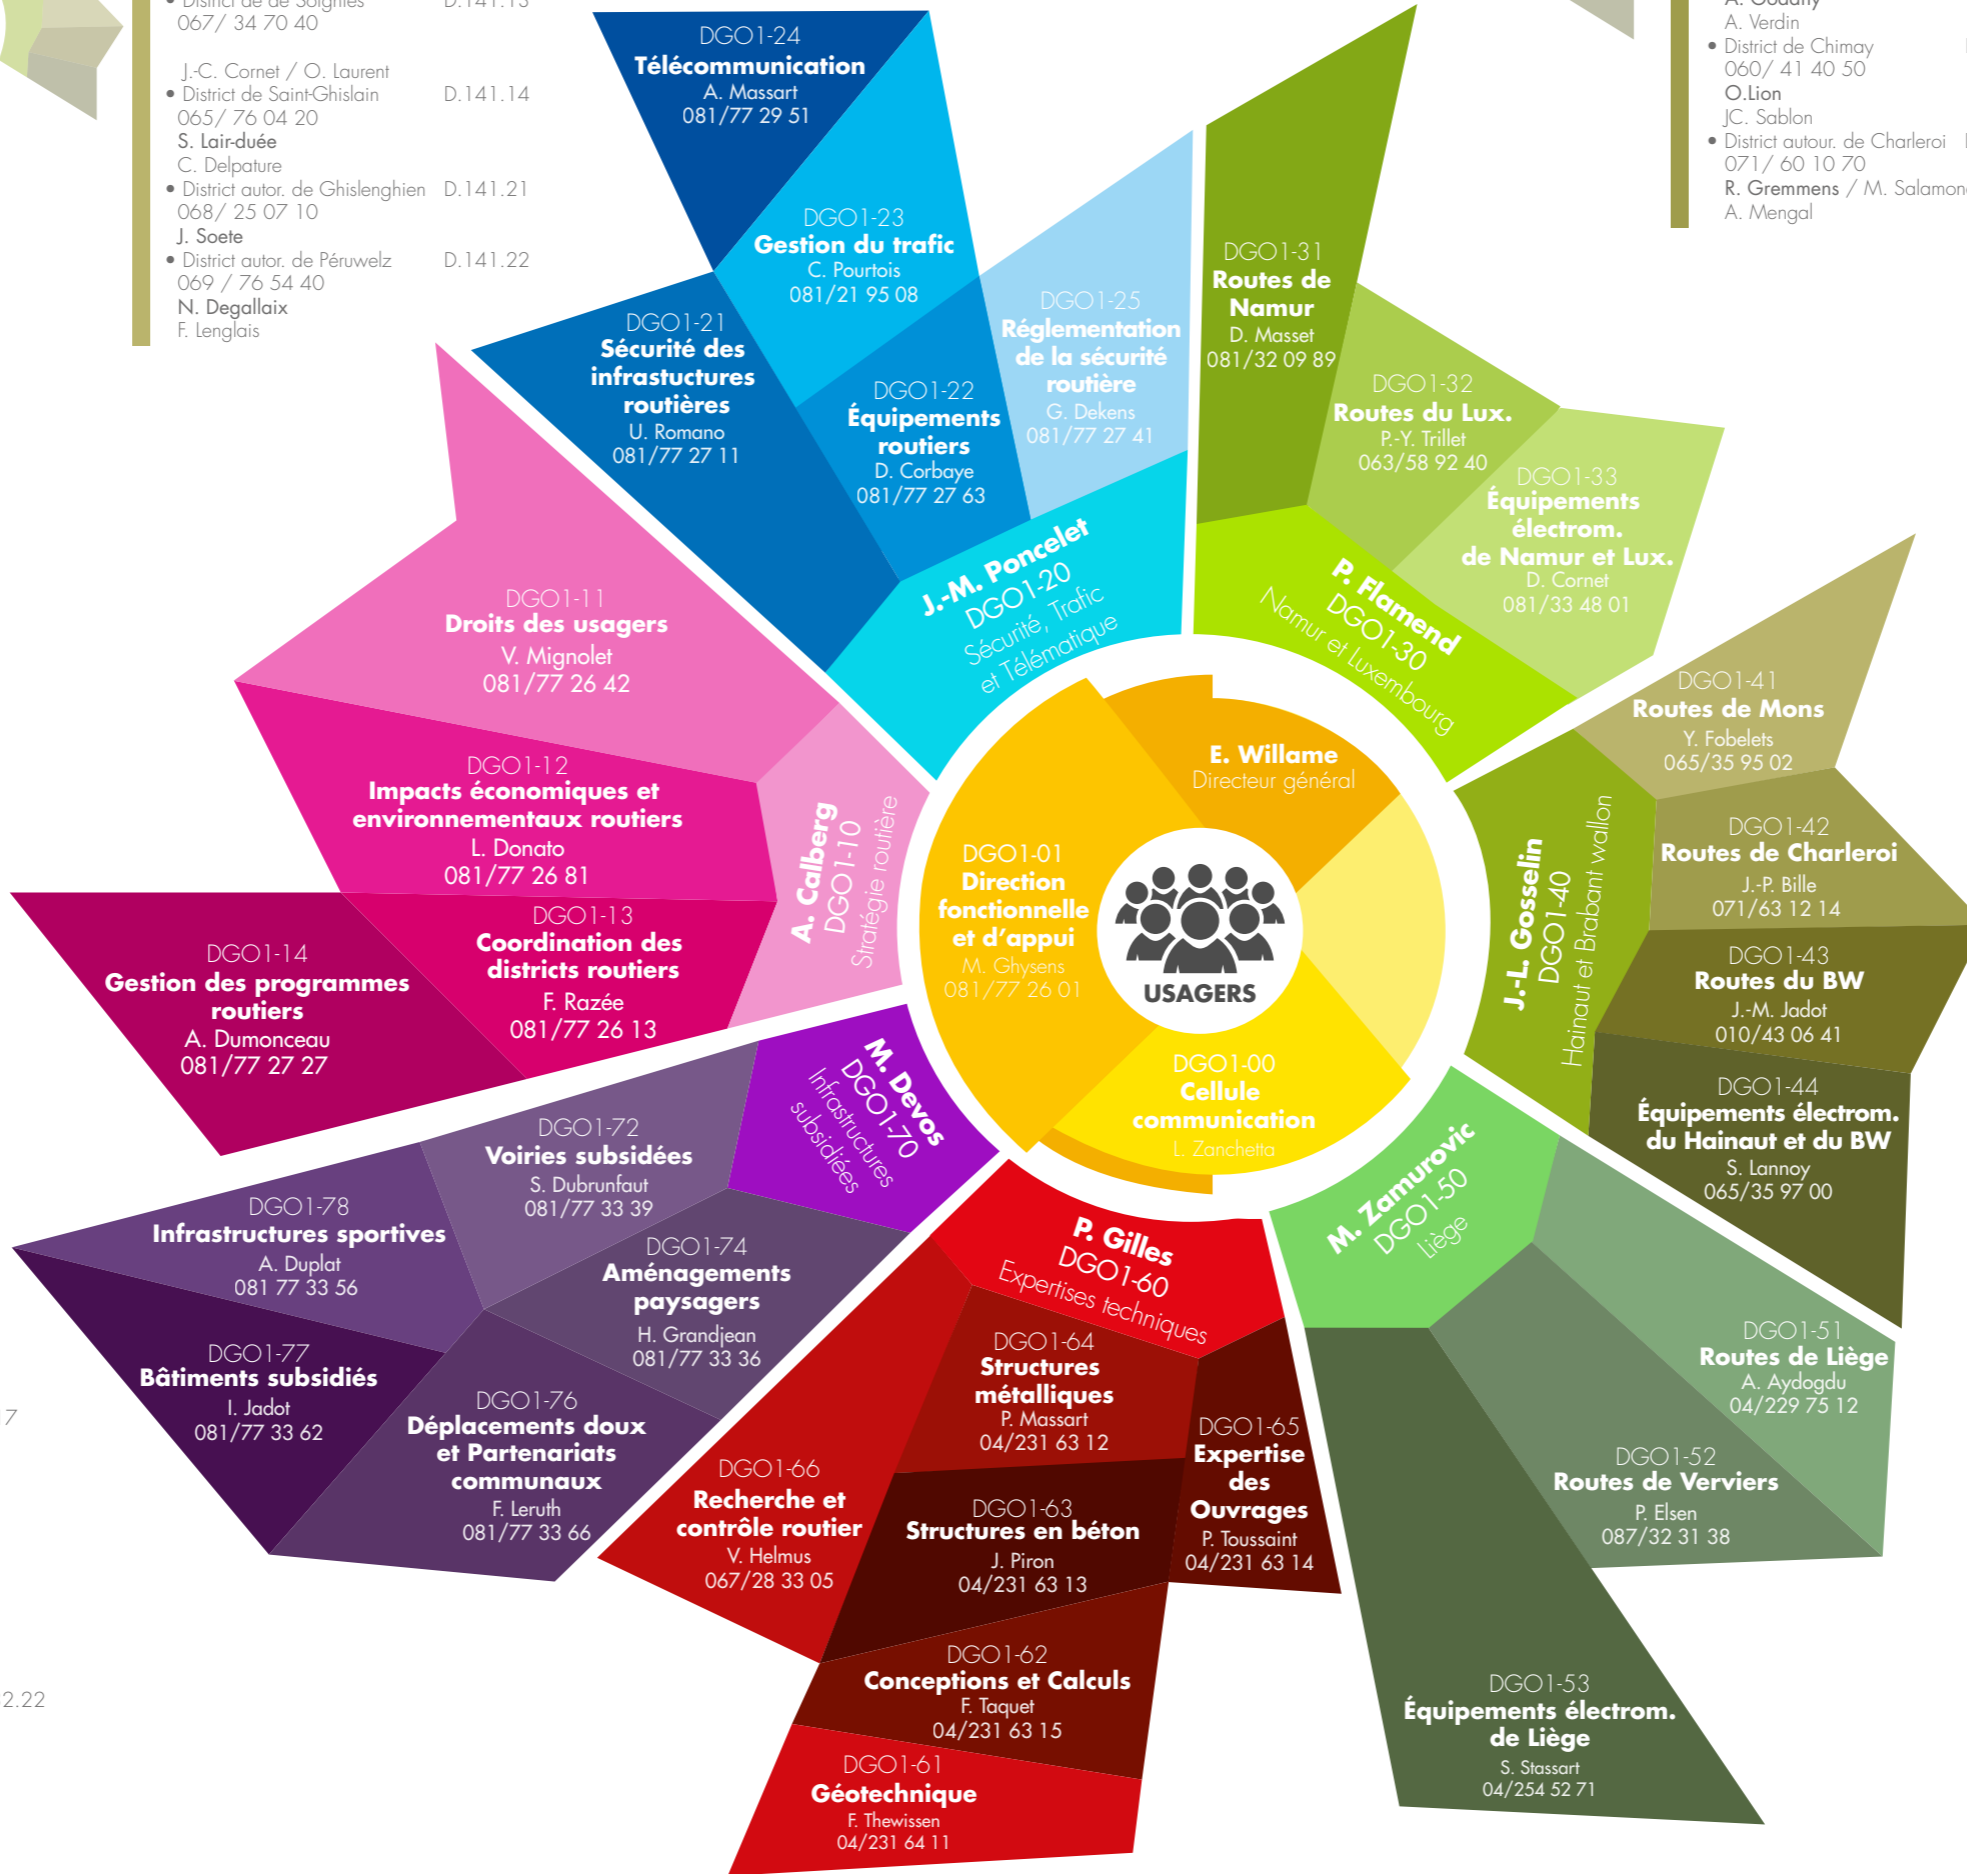 • District de de Soignies D.141.13
067/ 34 70 40
J.-C. Cornet / O. Laurent
• District de Saint-Ghislain D.141.14
065/ 76 04 20
S. Lair-duée
C. Delpature
• District autor. de Ghislenghien D.141.21
068/ 25 07 10
J. Soete
• District autor. de Péruwelz D.141.22
069 / 76 54 40
N. Degallaix
F. Lenglais
A. Verdin
• District de Chimay
060/ 41 40 50
O.Lion
JC. Sablon
• District autour. de Charleroi
071/ 60 10 70
R. Gremmens / M. Salamon
A. Mengal
DGO1-24
Télécommunication
A. Massart
081/77 29 51
DGO1-23
Gestion du trafic
C. Pourtois
081/21 95 08
DGO1-25
Réglementation
de la sécurité
routière
G. Dekens
081/77 27 41
DGO1-21
Sécurité des
infrastuctures
routières
U. Romano
081/77 27 11
DGO1-22
Équipements
routiers
D. Corbaye
081/77 27 63
J.-M. Poncelet
DGO1-20
Sécurité, Trafic
et Télématique
DGO1-31
Routes de
Namur
D. Masset
081/32 09 89
DGO1-32
Routes du Lux.
P.-Y. Trillet
063/58 92 40
DGO1-33
Équipements
électrom.
de Namur et Lux.
D. Cornet
081/33 48 01
P. Flamend
DGO1-30
Namur et Luxembourg
DGO1-11
Droits des usagers
V. Mignolet
081/77 26 42
DGO1-12
Impacts économiques et
environnementaux routiers
L. Donato
081/77 26 81
DGO1-13
Coordination des
districts routiers
F. Razée
081/77 26 13
DGO1-14
Gestion des programmes
routiers
A. Dumonceau
081/77 27 27
A. Calberg
DGO1-10
Stratégie routière
E. Willame
Directeur général
DGO1-01
Direction
fonctionnelle
et d’appui
M. Ghysens
081/77 26 01
USAGERS
DGO1-00
Cellule
communication
L. Zanchetta
J.-L. Gosselin
DGO1-40
Hainaut et Brabant wallon
DGO1-41
Routes de Mons
Y. Fobelets
065/35 95 02
DGO1-42
Routes de Charleroi
J.-P. Bille
071/63 12 14
DGO1-43
Routes du BW
J.-M. Jadot
010/43 06 41
DGO1-44
Équipements électrom.
du Hainaut et du BW
S. Lannoy
065/35 97 00
M. Devos
DGO1-70
Infrastructures
subsidiées
DGO1-72
Voiries subsidées
S. Dubrunfaut
081/77 33 39
DGO1-78
Infrastructures sportives
A. Duplat
081 77 33 56
DGO1-74
Aménagements
paysagers
H. Grandjean
081/77 33 36
DGO1-77
Bâtiments subsidiés
I. Jadot
081/77 33 62
DGO1-76
Déplacements doux
et Partenariats
communaux
F. Leruth
081/77 33 66
P. Gilles
DGO1-60
Expertises techniques
DGO1-64
Structures
métalliques
P. Massart
04/231 63 12
DGO1-65
Expertise
des
Ouvrages
P. Toussaint
04/231 63 14
DGO1-66
Recherche et
contrôle routier
V. Helmus
067/28 33 05
DGO1-63
Structures en béton
J. Piron
04/231 63 13
DGO1-62
Conceptions et Calculs
F. Taquet
04/231 63 15
DGO1-61
Géotechnique
F. Thewissen
04/231 64 11
M. Zamurovic
DGO1-50
Liège
DGO1-51
Routes de Liège
A. Aydogdu
04/229 75 12
DGO1-52
Routes de Verviers
P. Elsen
087/32 31 38
DGO1-53
Équipements électrom.
de Liège
S. Stassart
04/254 52 71
7
2.22